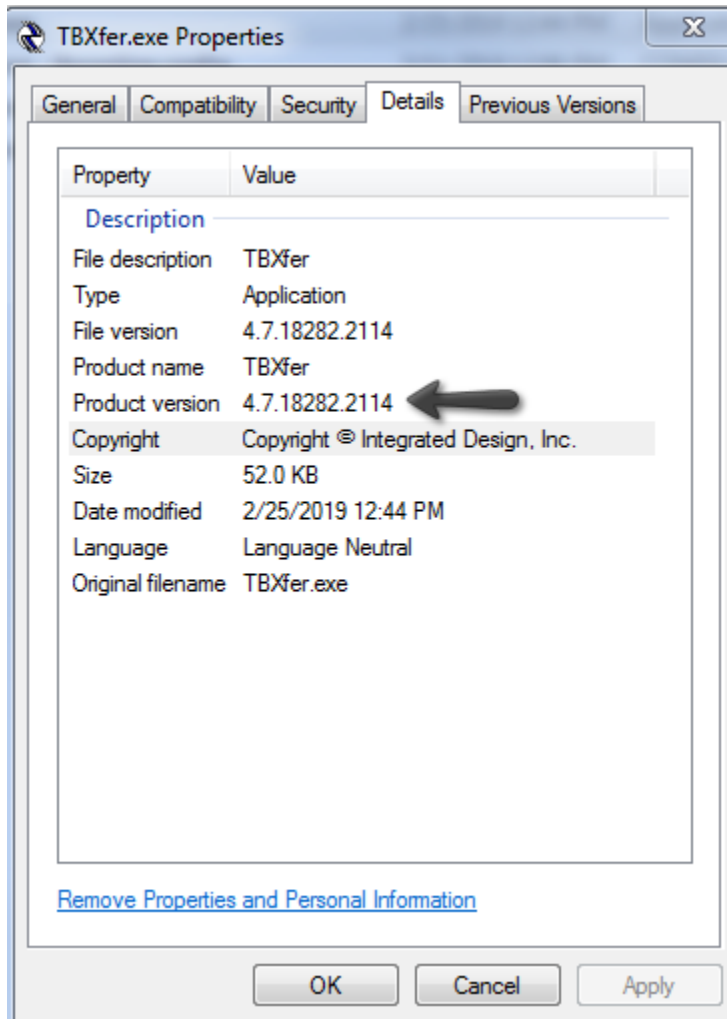 TBXfer.exe Properties
General Compatibility Security Details Previous Versions
Property Value
Description
File description TBXfer
Type Application
File version 4.7.18282.2114
Product name TBXfer
Product version 4.7.18282.2114
Copyright Copyright © Integrated Design, Inc.
Size 52.0 KB
Date modified 2/25/2019 12:44 PM
Language Language Neutral
Original filename TBXfer.exe
Remove Properties and Personal Information
OK Cancel Apply